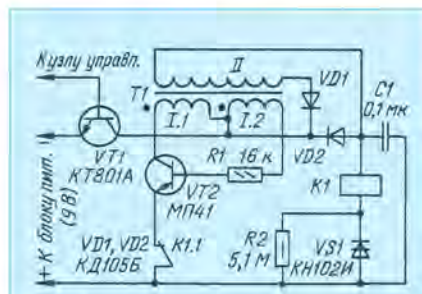 К узлу управл.
II
T1
I.1
I.2
VD1
C1
0,1 мк
VT1
КТ801А
R1 16 к
VD2
VT2
МП41
K1
+ К блоку пит. –
(9 В)
VD1, VD2
КД105Б
K1.1
R2
5,1 М
VS1
КН102И